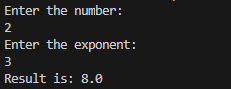 Enter the number:
2
Enter the exponent:
3
Result is: 8.0